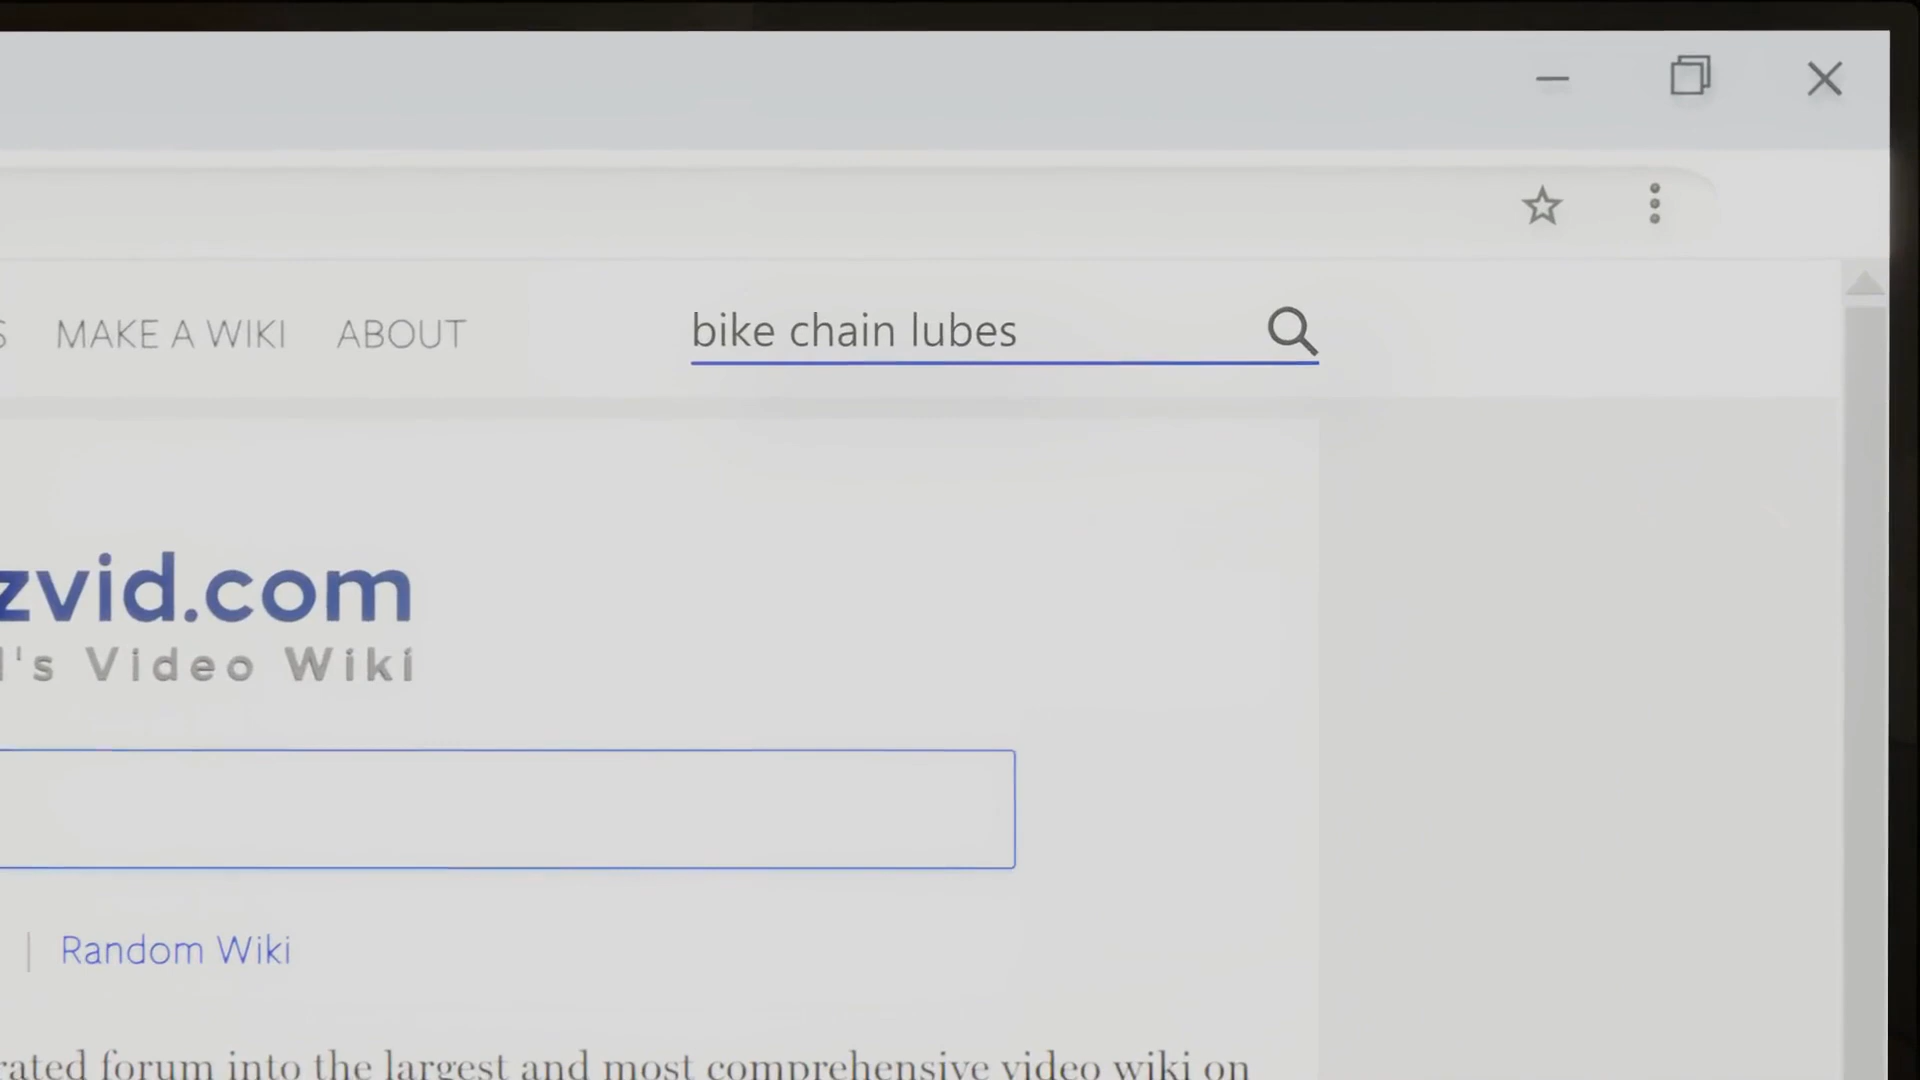 MAKE A WIKI ABOUT bike chain lubes
zvid.com
l's Video Wiki
| Random Wiki
rated forum into the largest and most comprehensive video wiki on